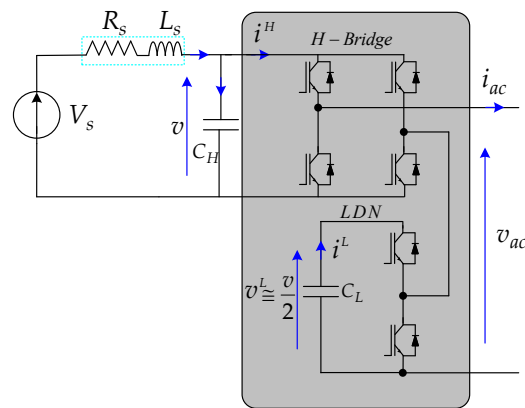 R_s L_s
i^H
H-Bridge
V_s
v
C_H
i_ac
LDN
i^L
v^L ≅ v/2
C_L
v_ac